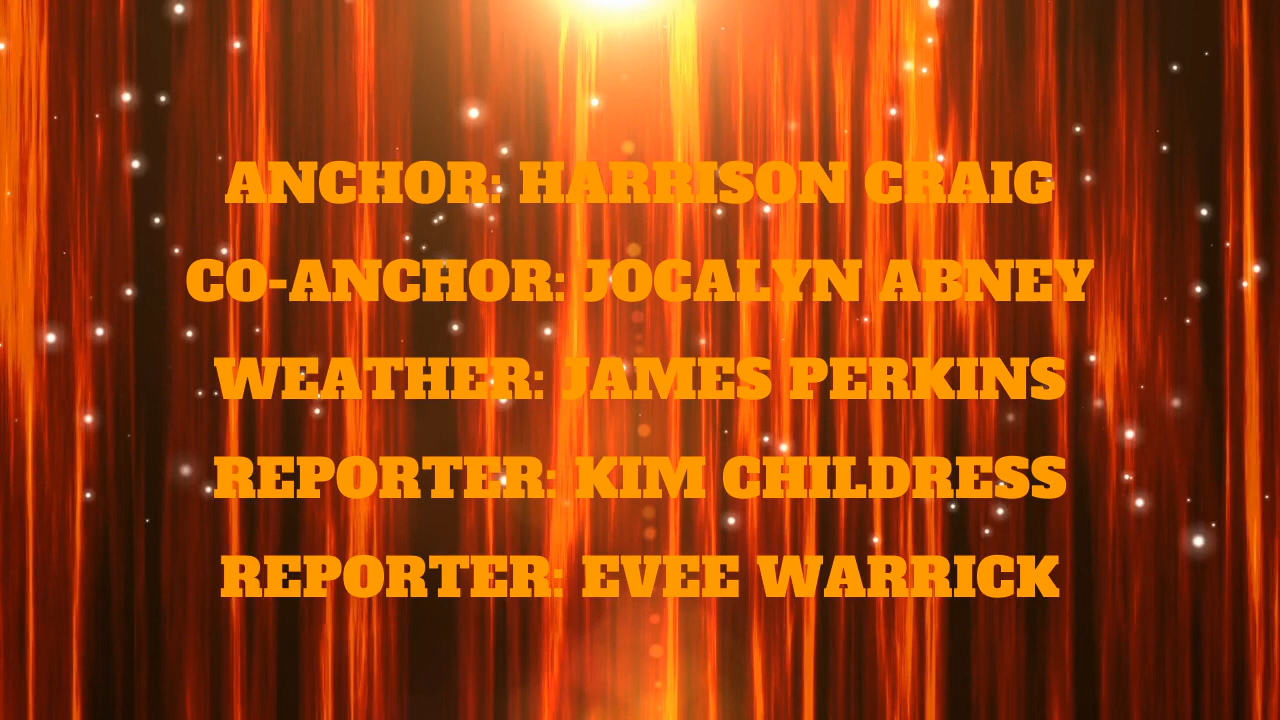 ANCHOR: HARRISON CRAIG
CO-ANCHOR: JOCALYN ABNEY
WEATHER: JAMES PERKINS
REPORTER: KIM CHILDRESS
REPORTER: EVEE WARRICK